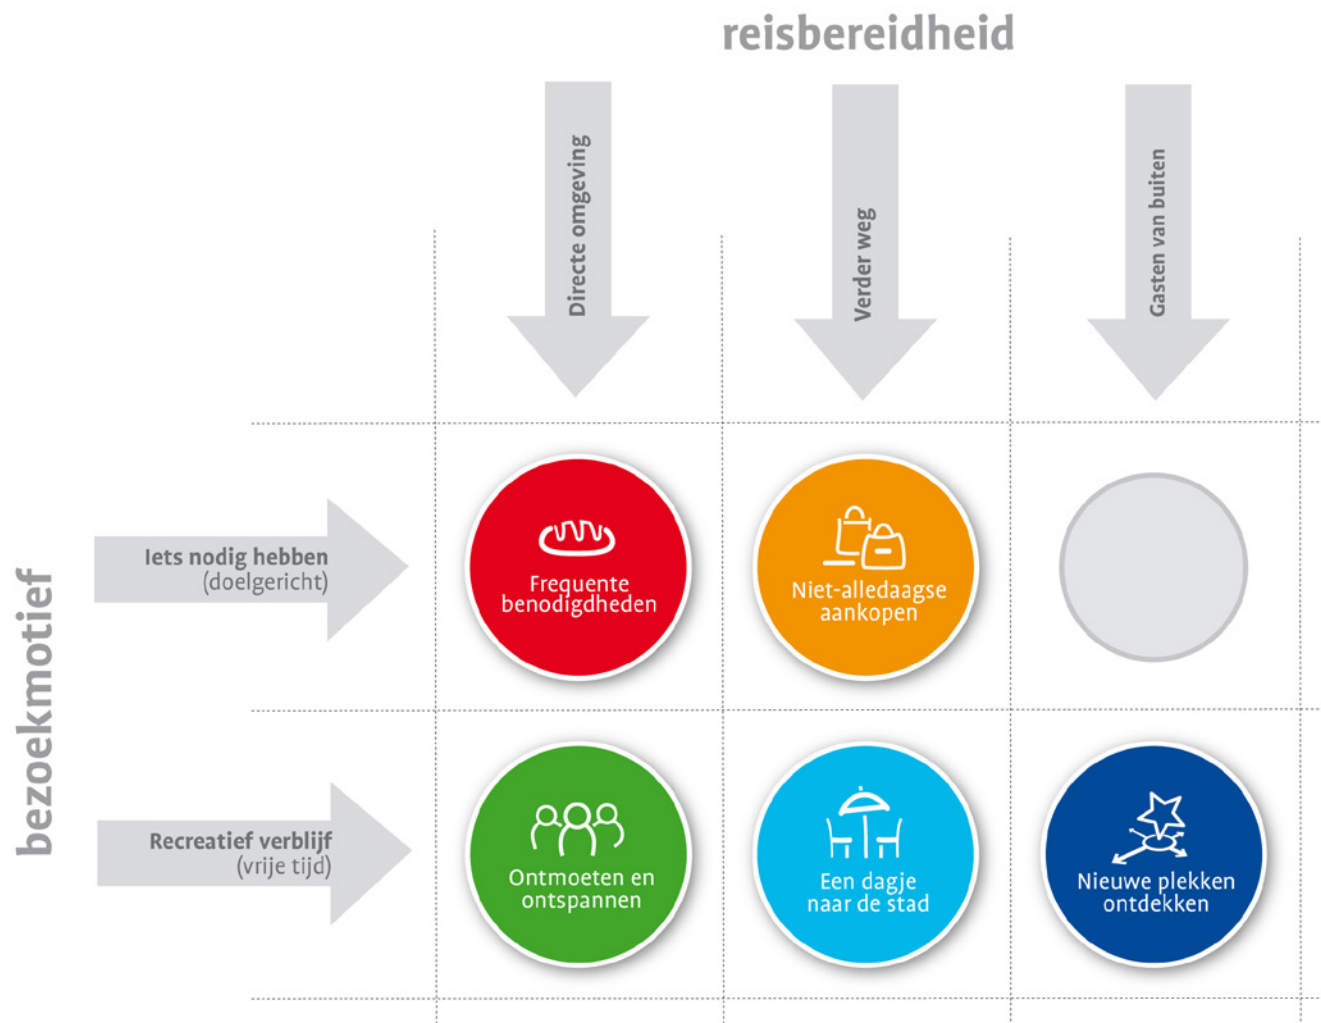 reisbereidheid
Directe omgeving
Verder weg
Gasten van buiten
bezoekmotief
Iets nodig hebben
(doelgericht)
Frequente
benodigdheden
Niet-alledaagse
aankopen
Recreatief verblijf
(vrije tijd)
Ontmoeten en
ontspannen
Een dagje
naar de stad
Nieuwe plekken
ontdekken